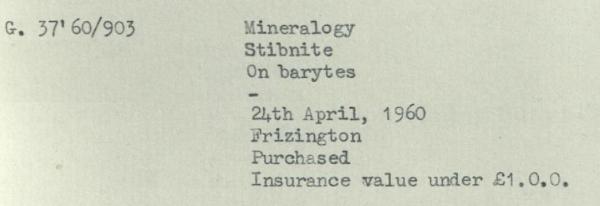 G. 37'60/903 Mineralogy
Stibnite
On barytes
-
24th April, 1960
Frizington
Purchased
Insurance value under £1.0.0.